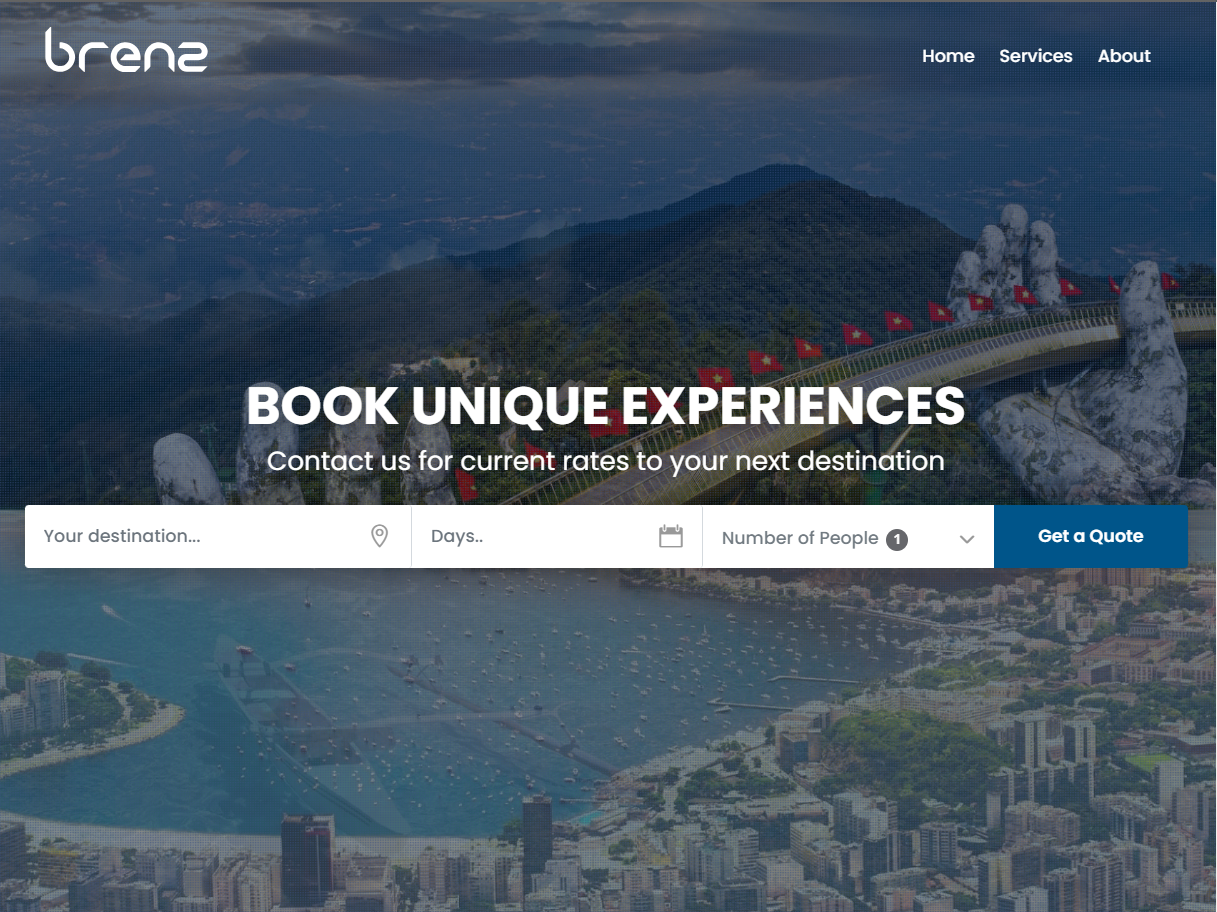 brenz
Home Services About
BOOK UNIQUE EXPERIENCES
Contact us for current rates to your next destination
Your destination...
Days..
Number of People 1
Get a Quote